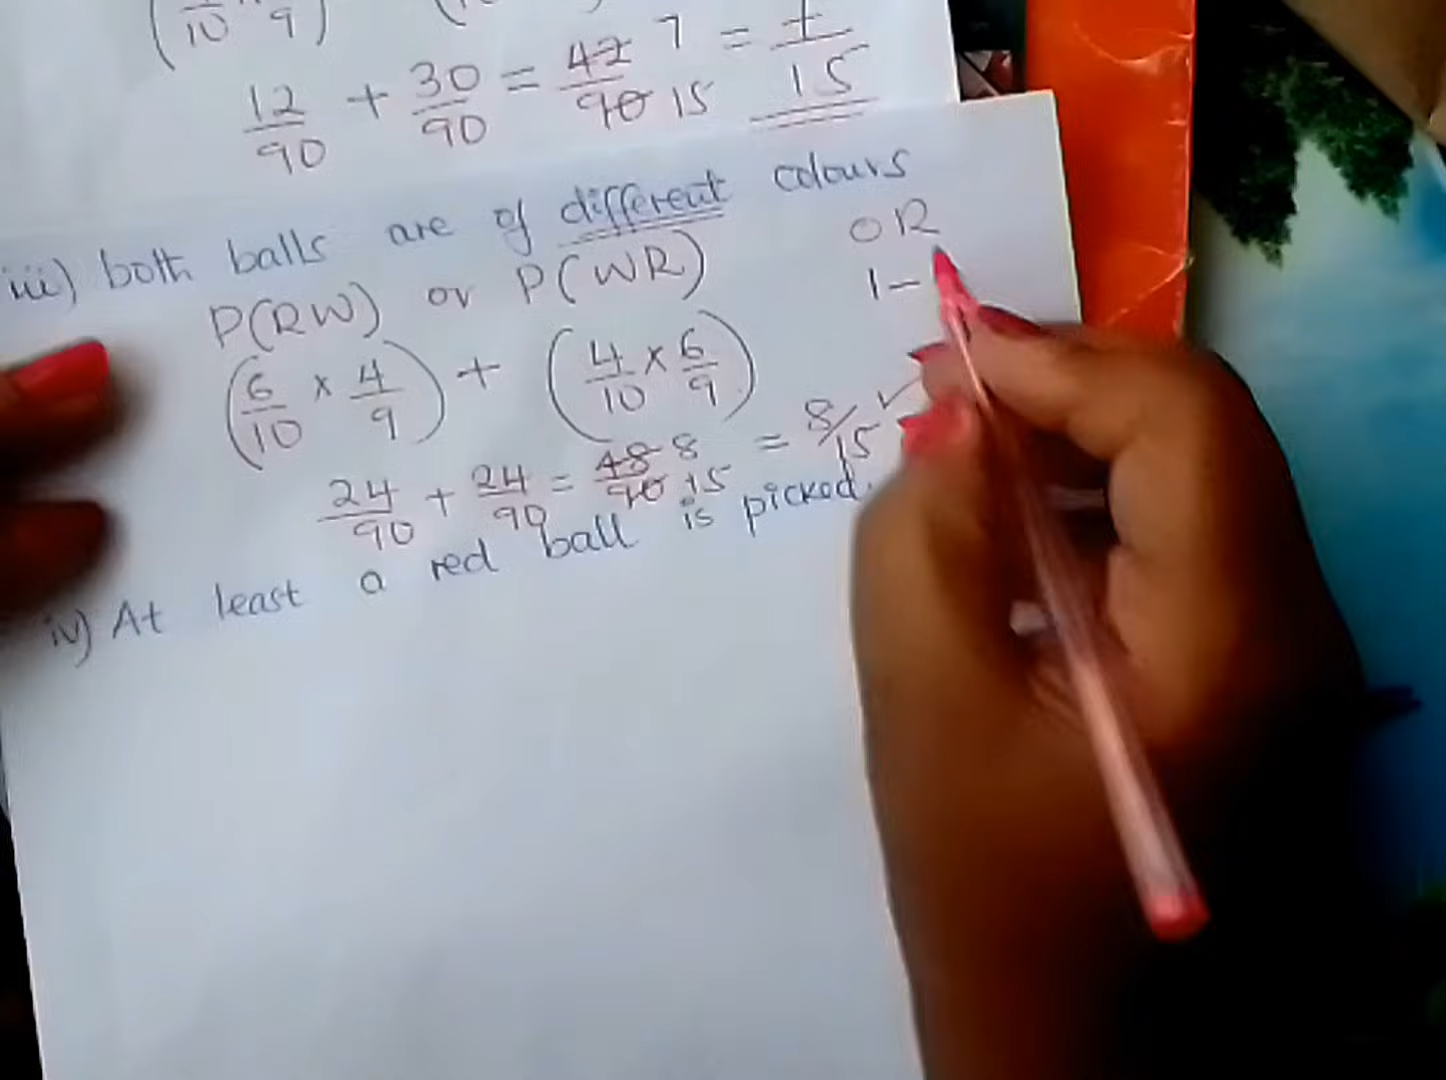 (10 9) (
12/90 + 30/90 = 42/90 7/15 = 7/15
iii) both balls are of different colours
P(RW) or P(WR)
OR
1-
(6/10 x 4/9) + (4/10 x 6/9)
24/90 + 24/90 = 48/90 8/15 = 8/15 ✓
iv) At least a red ball is picked.